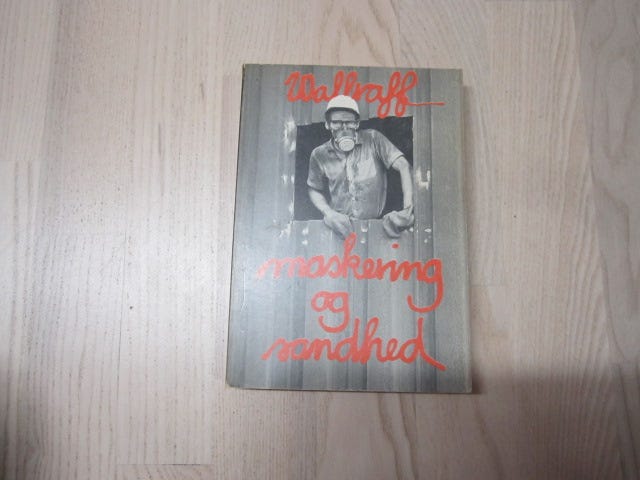 Wallraff
maskering
og
sandhed